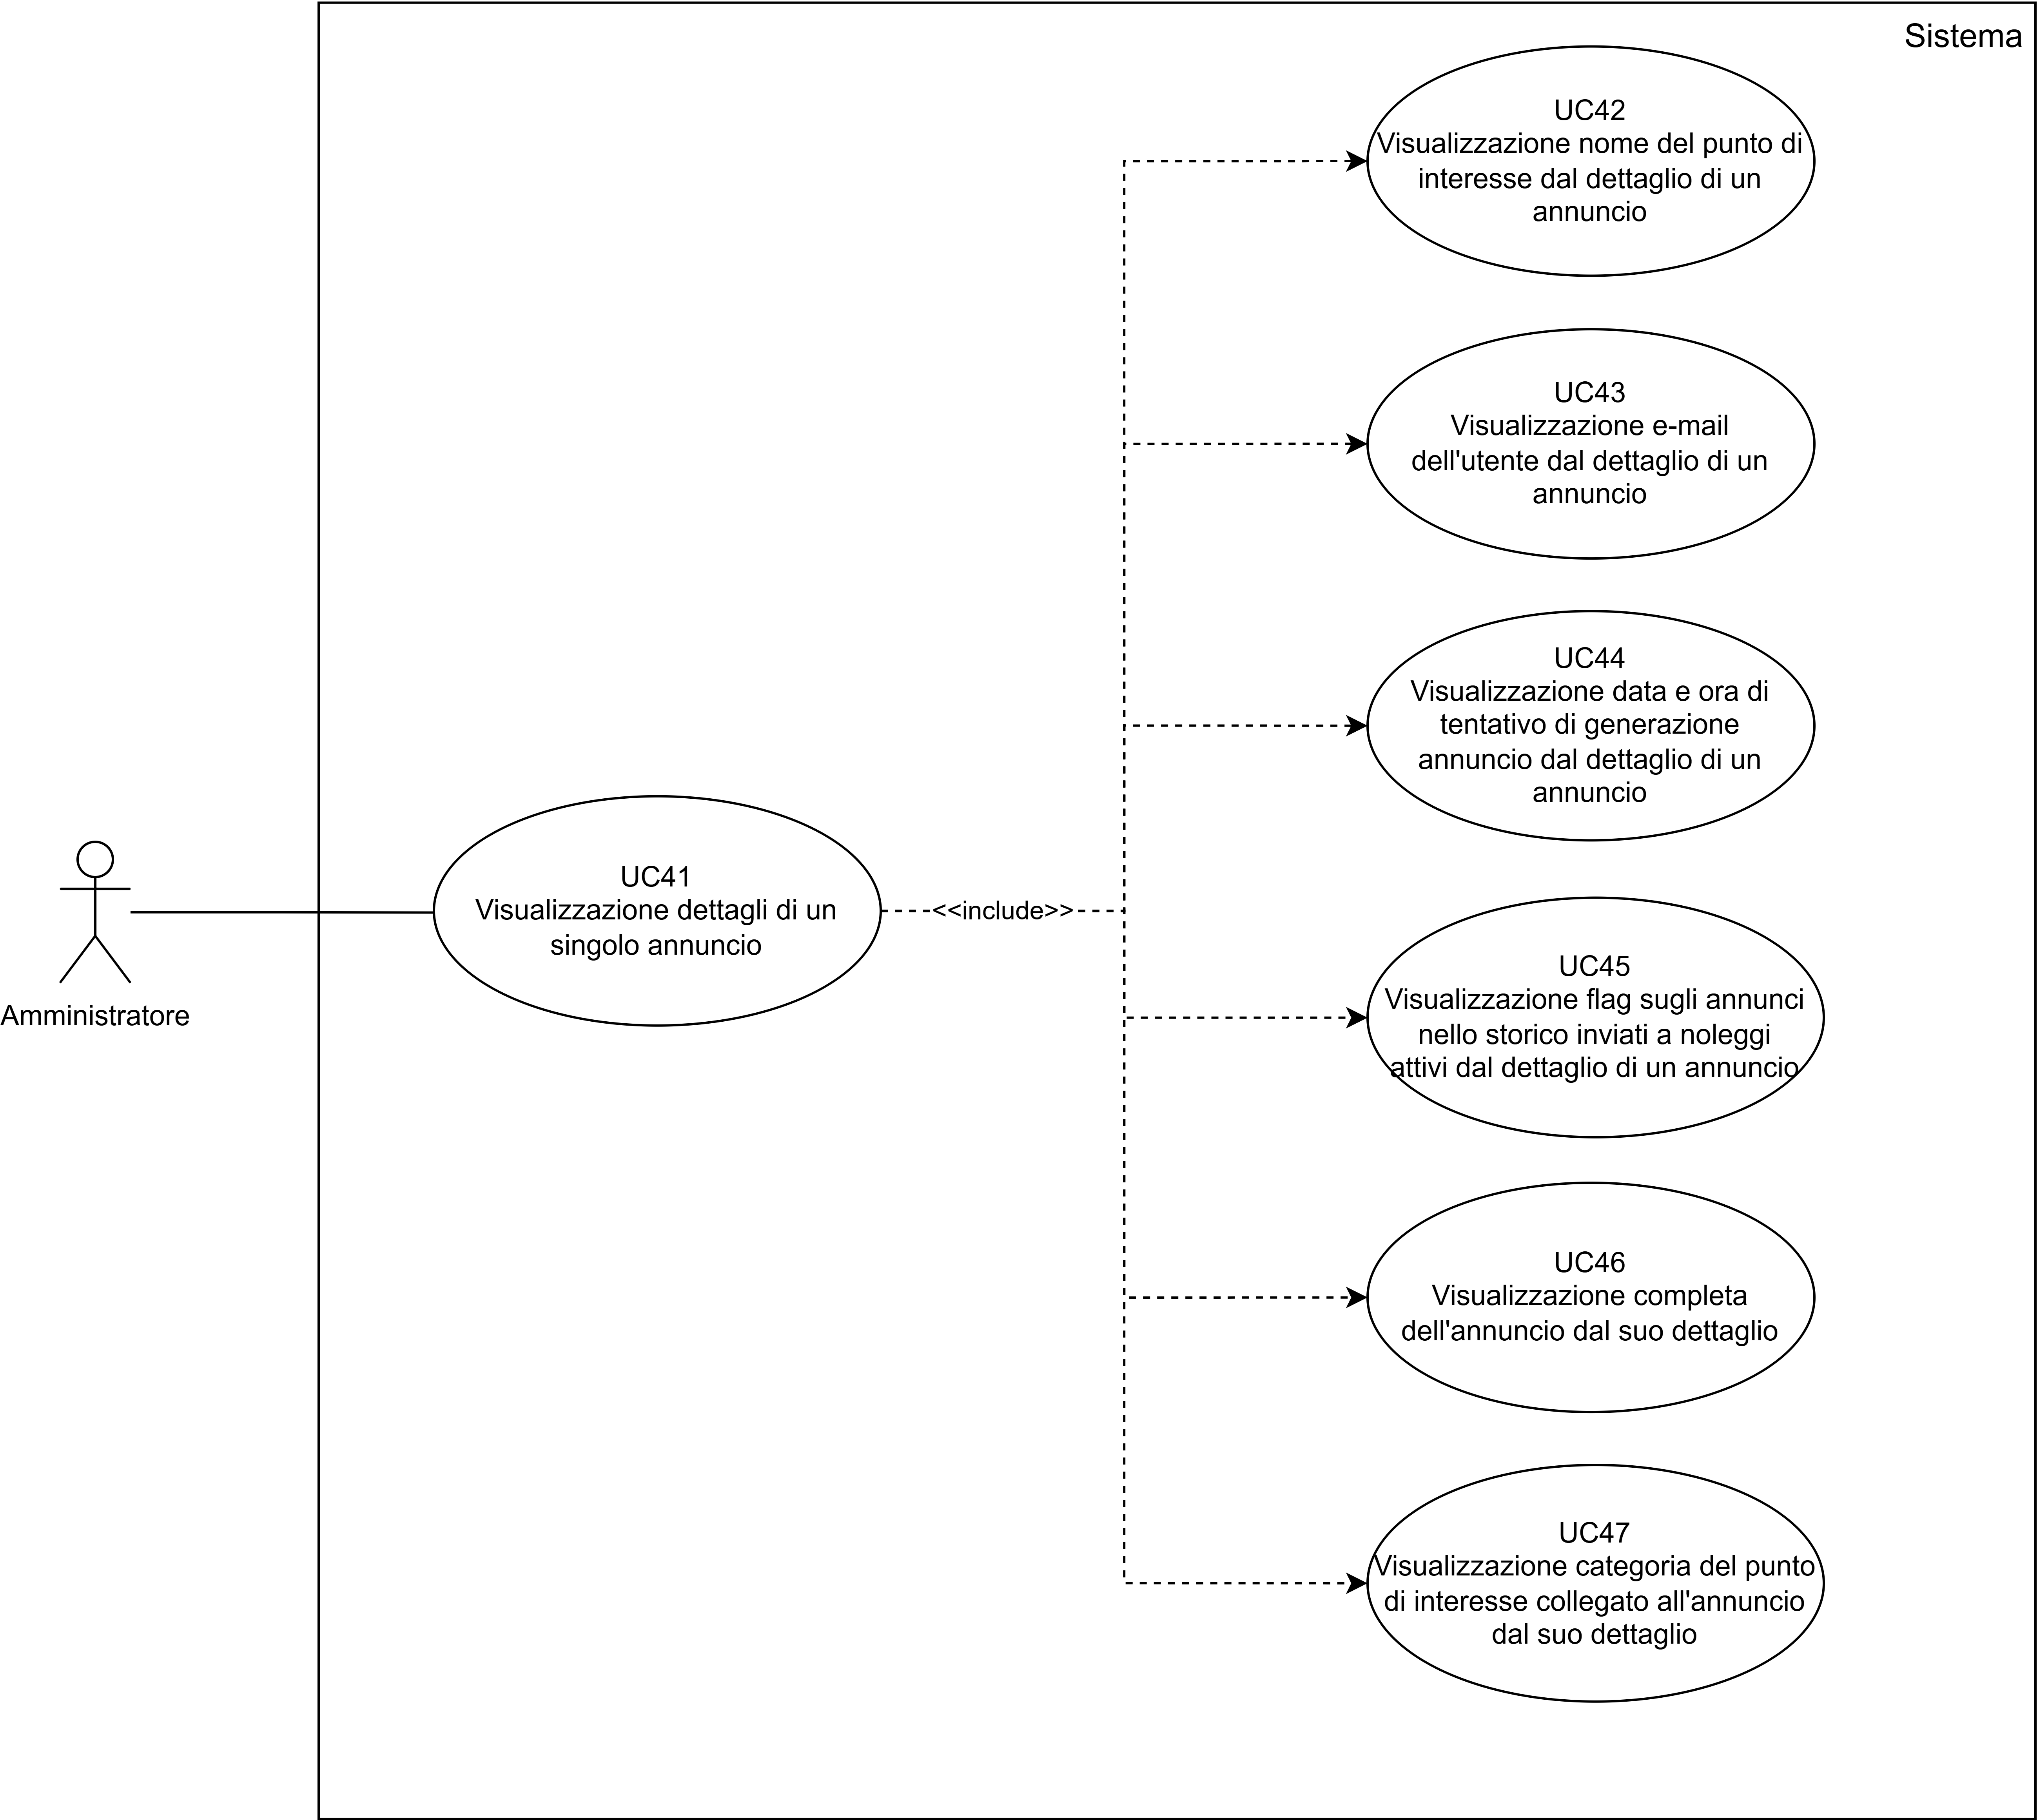 Sistema
UC42
Visualizzazione nome del punto di
interesse dal dettaglio di un
annuncio
UC43
Visualizzazione e-mail
dell'utente dal dettaglio di un
annuncio
UC44
Visualizzazione data e ora di
tentativo di generazione
annuncio dal dettaglio di un
annuncio
UC41
Visualizzazione dettagli di un
singolo annuncio
<<include>>
Amministratore
UC45
Visualizzazione flag sugli annunci
nello storico inviati a noleggi
attivi dal dettaglio di un annuncio
UC46
Visualizzazione completa
dell'annuncio dal suo dettaglio
UC47
Visualizzazione categoria del punto
di interesse collegato all'annuncio
dal suo dettaglio